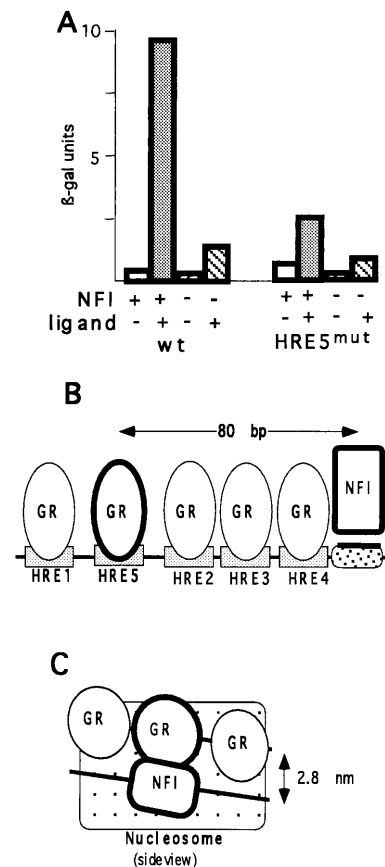 A
10
5
ß-gal units
NFI + + - - + + - -
ligand - + - + - + - +
wt HRE5mut
B
80 bp
GR GR GR GR GR NFI
HRE1 HRE5 HRE2 HRE3 HRE4
C
GR GR GR
NFI
2.8 nm
Nucleosome
(sideview)